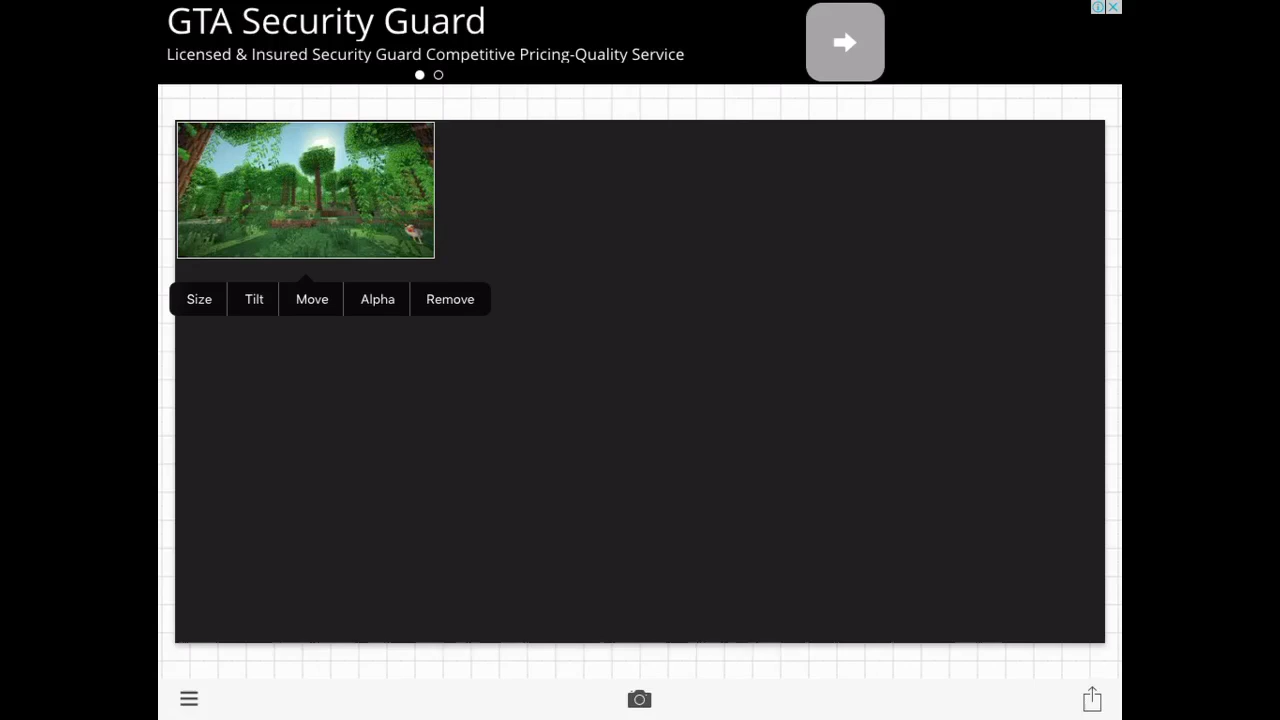 GTA Security Guard
Licensed & Insured Security Guard Competitive Pricing-Quality Service
Size Tilt Move Alpha Remove